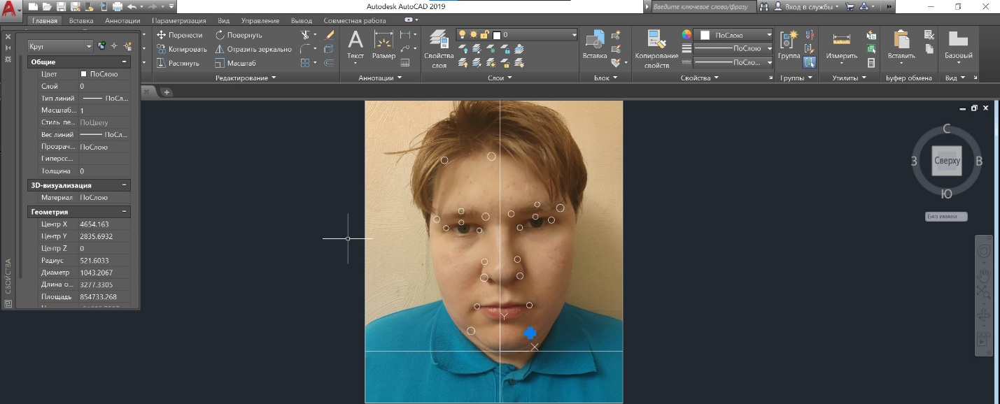 Autodesk AutoCAD 2019
Введите ключевое слово/фразу
Вход в службы
Главная Вставка Аннотации Параметризация Вид Управление Вывод Совместная работа
Перенести Повернуть
Копировать Отразить зеркально
Растянуть Масштаб
Редактирование
Текст Размер
Аннотации
Свойства слоя
0
Слои
Вставка
Блок
Копирование свойств
ПоСлою
ПоСлою
ПоСло...
Свойства
Группа
Группы
Измерить
Утилиты
Вставить
Буфер обмена
Базовый
Вид
Круг
Общие
Цвет ПоСлою
Слой 0
Тип линий ПоСл...
Масштаб... 1
Стиль пе... ПоЦвету
Вес линий ПоСл...
Прозрач... ПоСлою
Гиперсс...
Толщина 0
3D-визуализация
Материал ПоСлою
Геометрия
Центр X 4654.163
Центр Y 2835.6932
Центр Z 0
Радиус 521.6033
Диаметр 1043.2067
Длина о... 3277.3305
Площадь 854733.268
СВОЙСТВА
С
З Сверху В
Ю
Без имени
Y
X